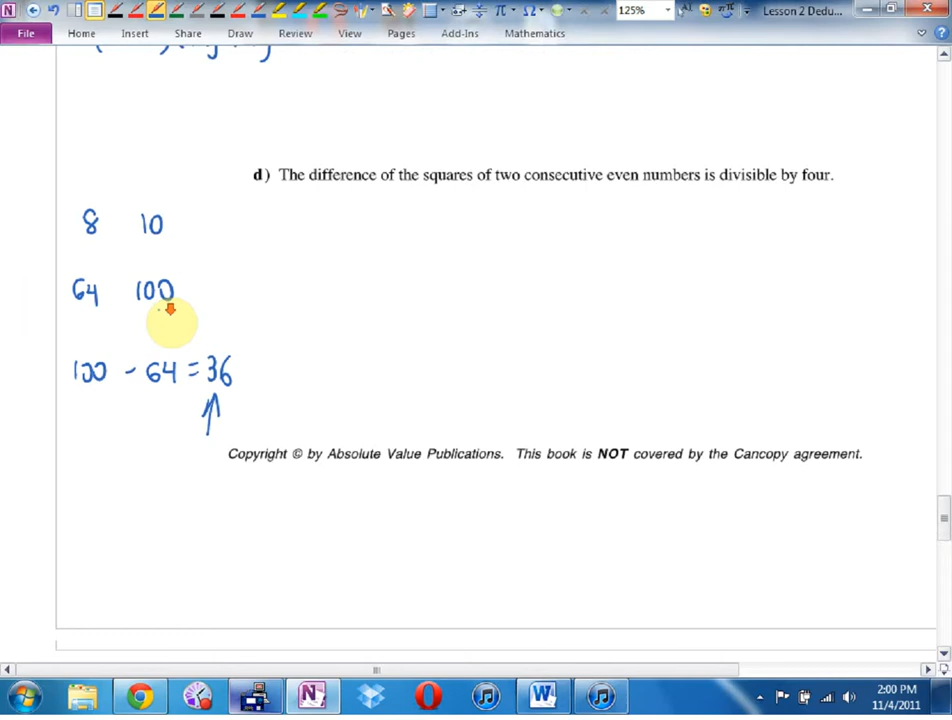 125%
Lesson 2 Dedu...
File Home Insert Share Draw Review View Pages Add-Ins Mathematics
d) The difference of the squares of two consecutive even numbers is divisible by four.
8 10
64 100
100 - 64 = 36
Copyright © by Absolute Value Publications. This book is NOT covered by the Cancopy agreement.
2:00 PM
11/4/2011